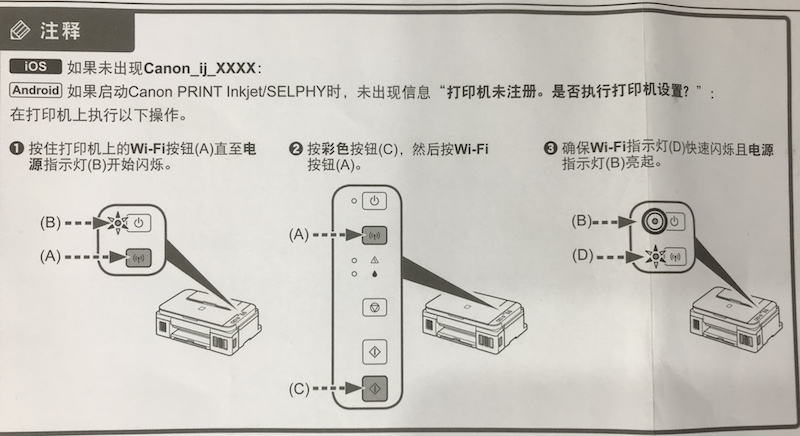 注释
iOS 如果未出现Canon_ij_XXXX：
Android 如果启动Canon PRINT Inkjet/SELPHY时，未出现信息“打印机未注册。是否执行打印机设置？”：
在打印机上执行以下操作。
❶ 按住打印机上的Wi-Fi按钮(A)直至电
源指示灯(B)开始闪烁。
(B)
(A)
❷ 按彩色按钮(C)，然后按Wi-Fi
按钮(A)。
(A)
(C)
❸ 确保Wi-Fi指示灯(D)快速闪烁且电源
指示灯(B)亮起。
(B)
(D)